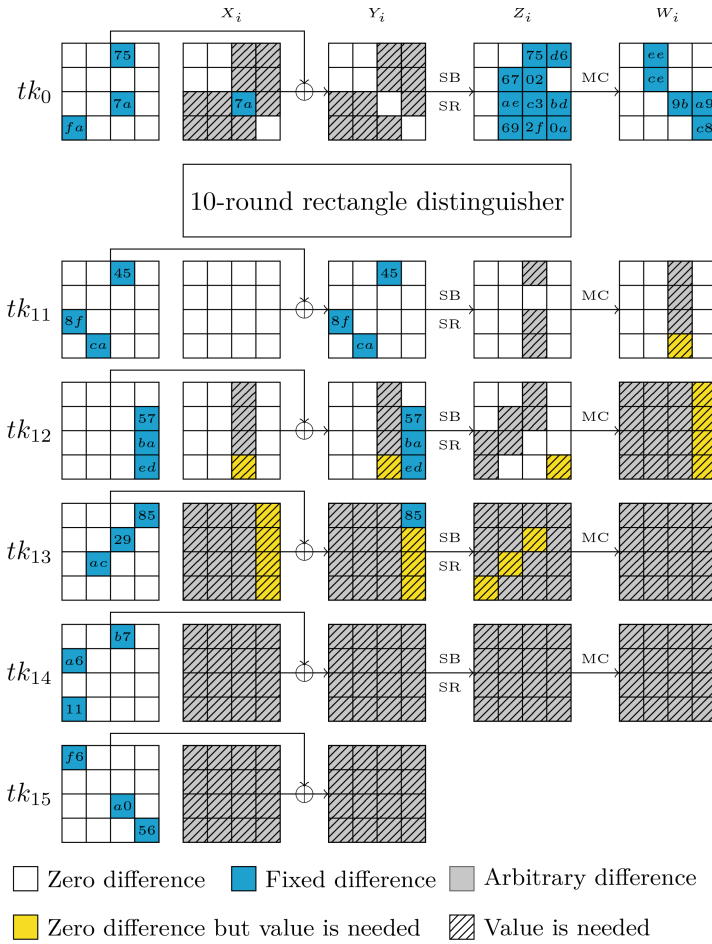 X_i Y_i Z_i W_i
tk_0
75 75 d6 ee
67 02 ce
7a 7a SB MC ae c3 bd 9b a9
fa SR 69 2f 0a c8
10-round rectangle distinguisher
tk_11
45 45
SB MC
8f 8f SR
ca ca
tk_12
57 57
SB MC
ba ba SR
ed ed
tk_13
85 85
29 SB MC
ac SR
tk_14
b7
a6 SB MC
11 SR
tk_15
f6
a0
56
Zero difference Fixed difference Arbitrary difference
Zero difference but value is needed Value is needed